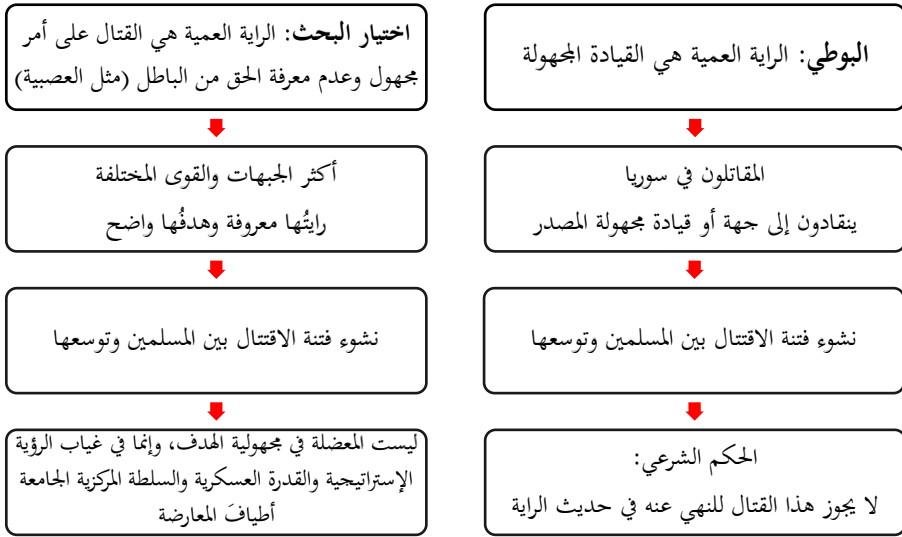 البوطي: الراية العمية هي القيادة المجهولة
المقاتلون في سوريا
ينقادون إلى جهة أو قيادة مجهولة المصدر
نشوء فتنة الاقتتال بين المسلمين وتوسعها
الحكم الشرعي:
لا يجوز هذا القتال للنهي عنه في حديث الراية
اختيار البحث: الراية العمية هي القتال على أمر
مجهول وعدم معرفة الحق من الباطل (مثل العصبية)
أكثر الجبهات والقوى المختلفة
رايتُها معروفة وهدفُها واضح
نشوء فتنة الاقتتال بين المسلمين وتوسعها
ليست المعضلة في مجهولية الهدف، وإنما في غياب الرؤية
الإستراتيجية والقدرة العسكرية والسلطة المركزية الجامعة
أطيافَ المعارضة